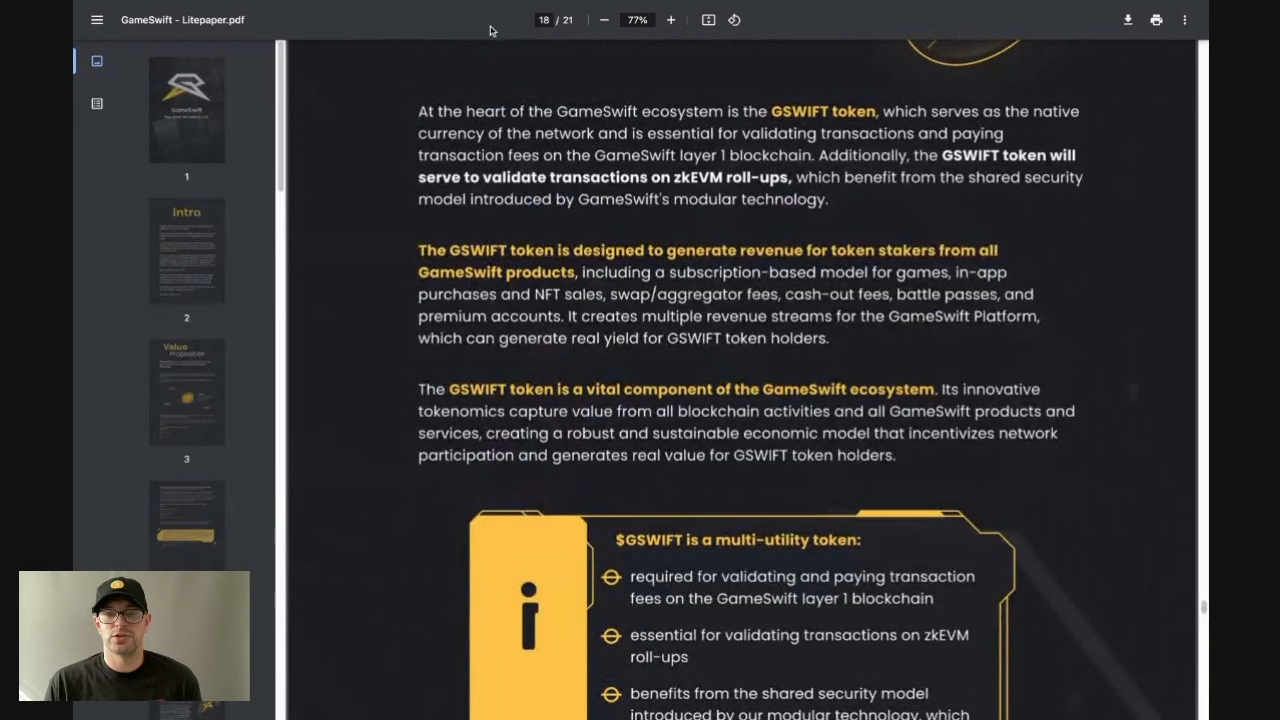 GameSwift - Litepaper.pdf
18 / 21
77%
GameSwift
1
Intro
2
Value
Proposition
3
At the heart of the GameSwift ecosystem is the GSWIFT token, which serves as the native
currency of the network and is essential for validating transactions and paying
transaction fees on the GameSwift layer 1 blockchain. Additionally, the GSWIFT token will
serve to validate transactions on zkEVM roll-ups, which benefit from the shared security
model introduced by GameSwift's modular technology.
The GSWIFT token is designed to generate revenue for token stakers from all
GameSwift products, including a subscription-based model for games, in-app
purchases and NFT sales, swap/aggregator fees, cash-out fees, battle passes, and
premium accounts. It creates multiple revenue streams for the GameSwift Platform,
which can generate real yield for GSWIFT token holders.
The GSWIFT token is a vital component of the GameSwift ecosystem. Its innovative
tokenomics capture value from all blockchain activities and all GameSwift products and
services, creating a robust and sustainable economic model that incentivizes network
participation and generates real value for GSWIFT token holders.
i
$GSWIFT is a multi-utility token:
required for validating and paying transaction
fees on the GameSwift layer 1 blockchain
essential for validating transactions on zkEVM
roll-ups
benefits from the shared security model
introduced by our modular technology, which